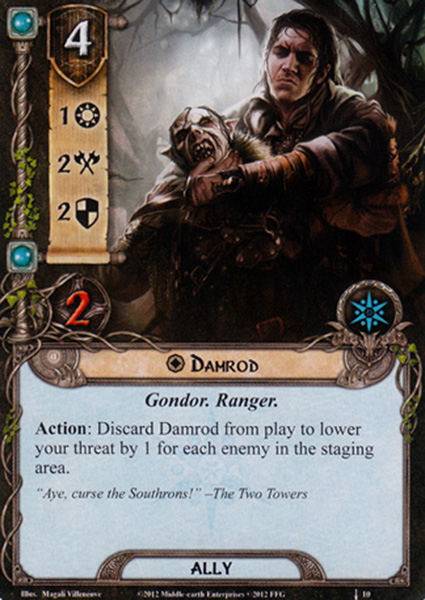 4
1
2
2
2
Damrod
Gondor. Ranger.
Action: Discard Damrod from play to lower
your threat by 1 for each enemy in the staging
area.
“Aye, curse the Southrons!” –The Two Towers
ALLY
Illus. Magali Villeneuve ©2012 Middle-earth Enterprises ©2012 FFG 10